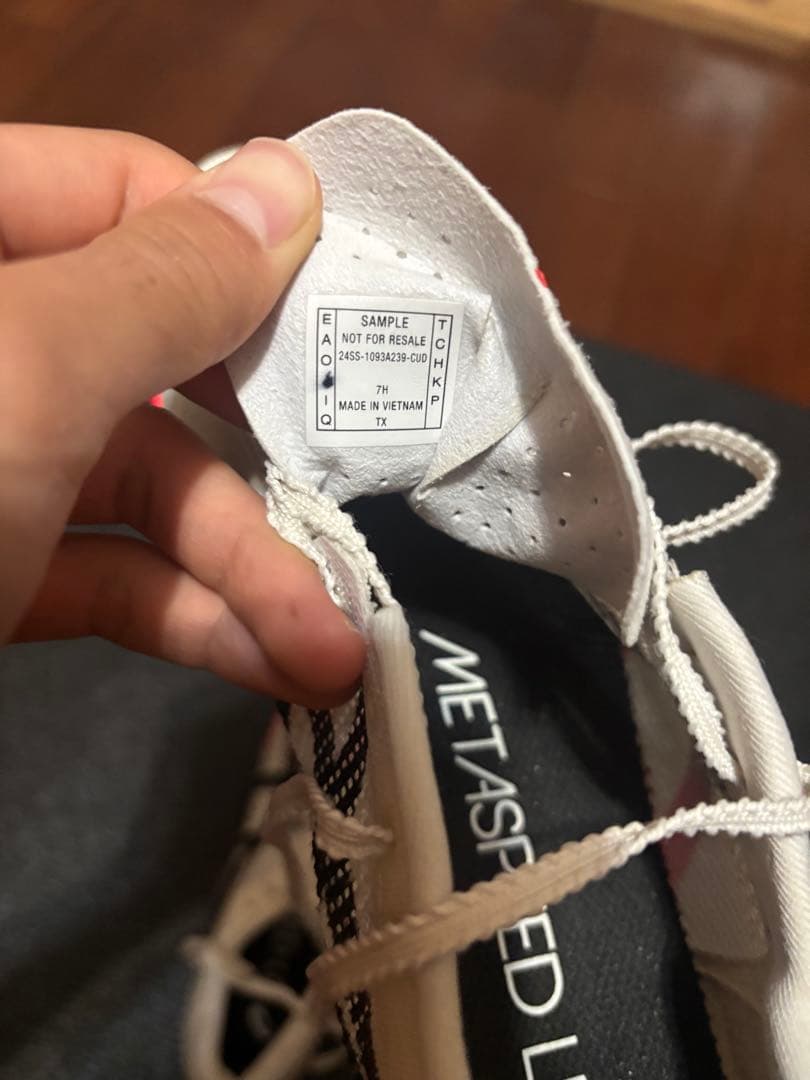 SAMPLE
NOT FOR RESALE
24SS-1093A239-CUD
7H
MADE IN VIETNAM
TX
E
A
O
I
Q
T
C
H
K
P
METASPEED